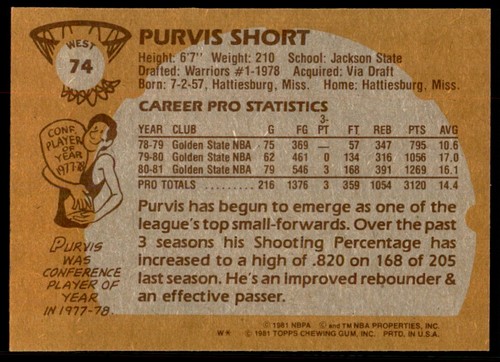 WEST
74
PURVIS SHORT
Height: 6'7" Weight: 210 School: Jackson State
Drafted: Warriors #1-1978 Acquired: Via Draft
Born: 7-2-57, Hattiesburg, Miss. Home: Hattiesburg, Miss.
CAREER PRO STATISTICS
3-
YEAR CLUB G FG PT FT REB PTS AVG
78-79 Golden State NBA 75 369 — 57 347 795 10.6
79-80 Golden State NBA 62 461 0 134 316 1056 17.0
80-81 Golden State NBA 79 546 3 168 391 1269 16.1
PRO TOTALS 216 1376 3 359 1054 3120 14.4
CONF.
PLAYER
OF
YEAR
1977-78
PURVIS
WAS
CONFERENCE
PLAYER OF
YEAR
IN 1977-78.
Purvis has begun to emerge as one of the
league's top small-forwards. Over the past
3 seasons his Shooting Percentage has
increased to a high of .820 on 168 of 205
last season. He's an improved rebounder &
an effective passer.
© 1981 NBPA ® and TM NBA PROPERTIES, INC.
W★ © 1981 TOPPS CHEWING GUM, INC. PRTD. IN U.S.A.